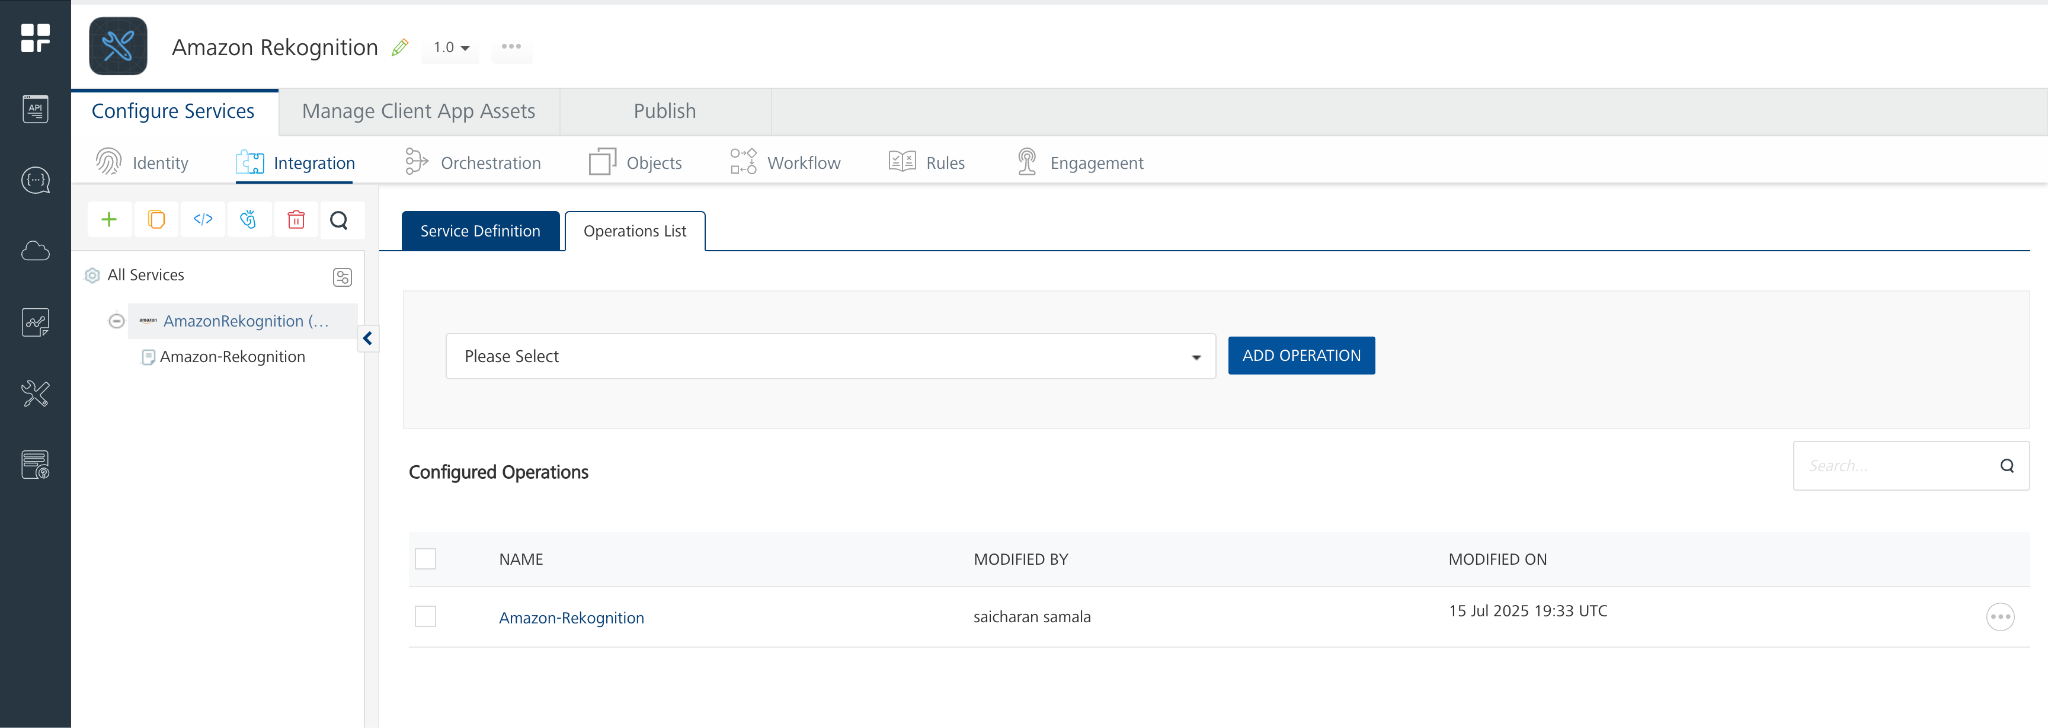 Amazon Rekognition
1.0
Configure Services
Manage Client App Assets
Publish
API
Identity
Integration
Orchestration
Objects
Workflow
Rules
Engagement
Service Definition
Operations List
All Services
amazon AmazonRekognition (...
Amazon-Rekognition
Please Select
ADD OPERATION
Configured Operations
Search...
NAME MODIFIED BY MODIFIED ON
Amazon-Rekognition saicharan samala 15 Jul 2025 19:33 UTC